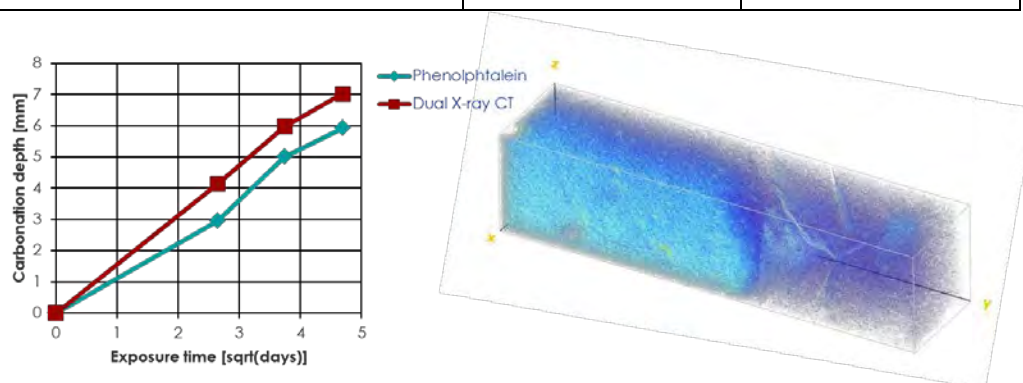 8
7
6
5
4
3
2
1
0
0 1 2 3 4 5
Carbonation depth [mm]
Exposure time [sqrt(days)]
Phenolphtalein
Dual X-ray CT
z
x
y